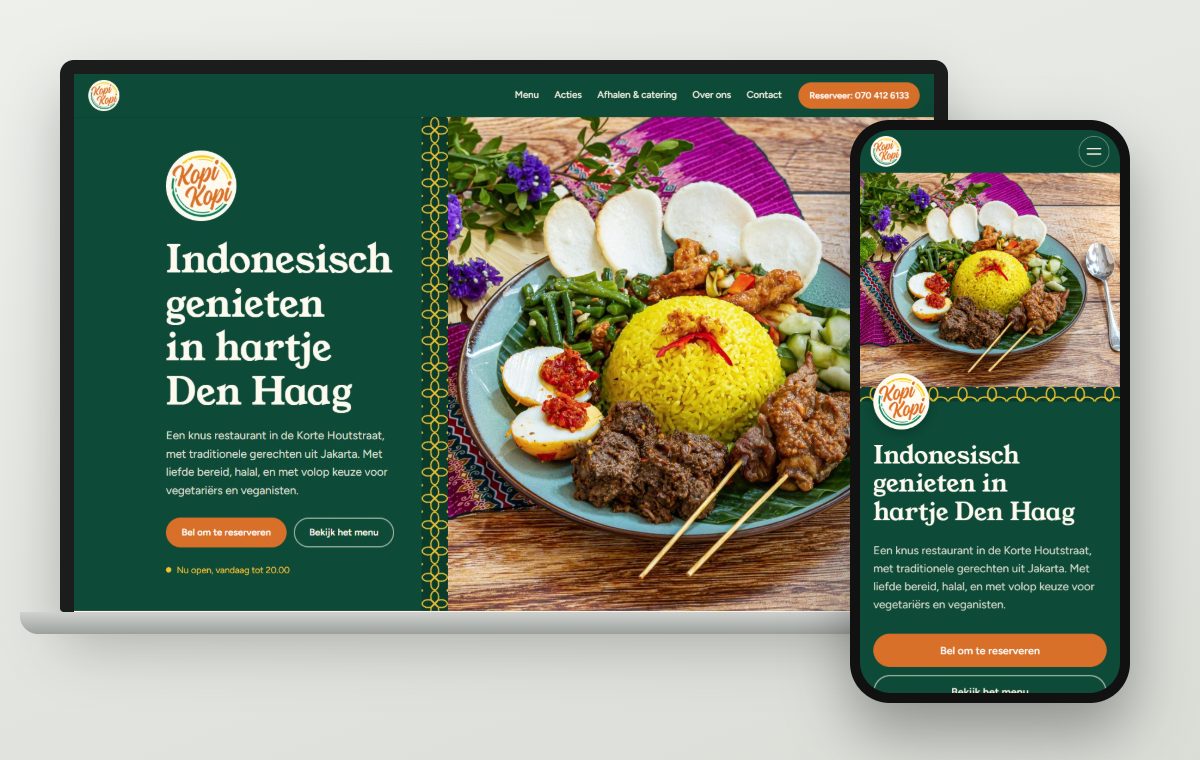 Kopi
Kopi
Menu Acties Afhalen & catering Over ons Contact Reserveer: 070 412 6133
Kopi
Kopi
Indonesisch
genieten
in hartje
Den Haag
Een knus restaurant in de Korte Houtstraat,
met traditionele gerechten uit Jakarta. Met
liefde bereid, halal, en met volop keuze voor
vegetariërs en veganisten.
Bel om te reserveren Bekijk het menu
Nu open, vandaag tot 20.00
Kopi
Kopi
Kopi
Kopi
Indonesisch
genieten in
hartje Den Haag
Een knus restaurant in de Korte Houtstraat,
met traditionele gerechten uit Jakarta. Met
liefde bereid, halal, en met volop keuze voor
vegetariërs en veganisten.
Bel om te reserveren
Bekijk het menu